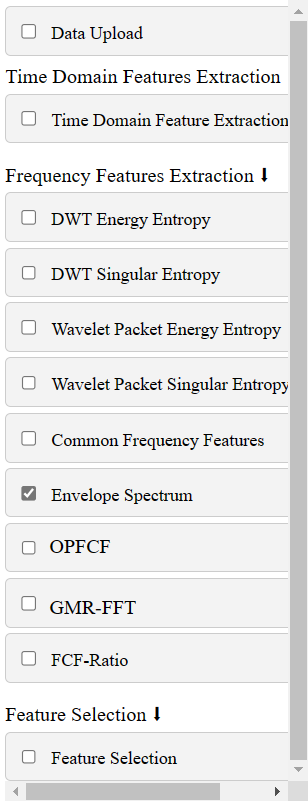 Data Upload
Time Domain Features Extraction
Time Domain Feature Extraction
Frequency Features Extraction ⬇
DWT Energy Entropy
DWT Singular Entropy
Wavelet Packet Energy Entropy
Wavelet Packet Singular Entropy
Common Frequency Features
Envelope Spectrum
OPFCF
GMR-FFT
FCF-Ratio
Feature Selection ⬇
Feature Selection